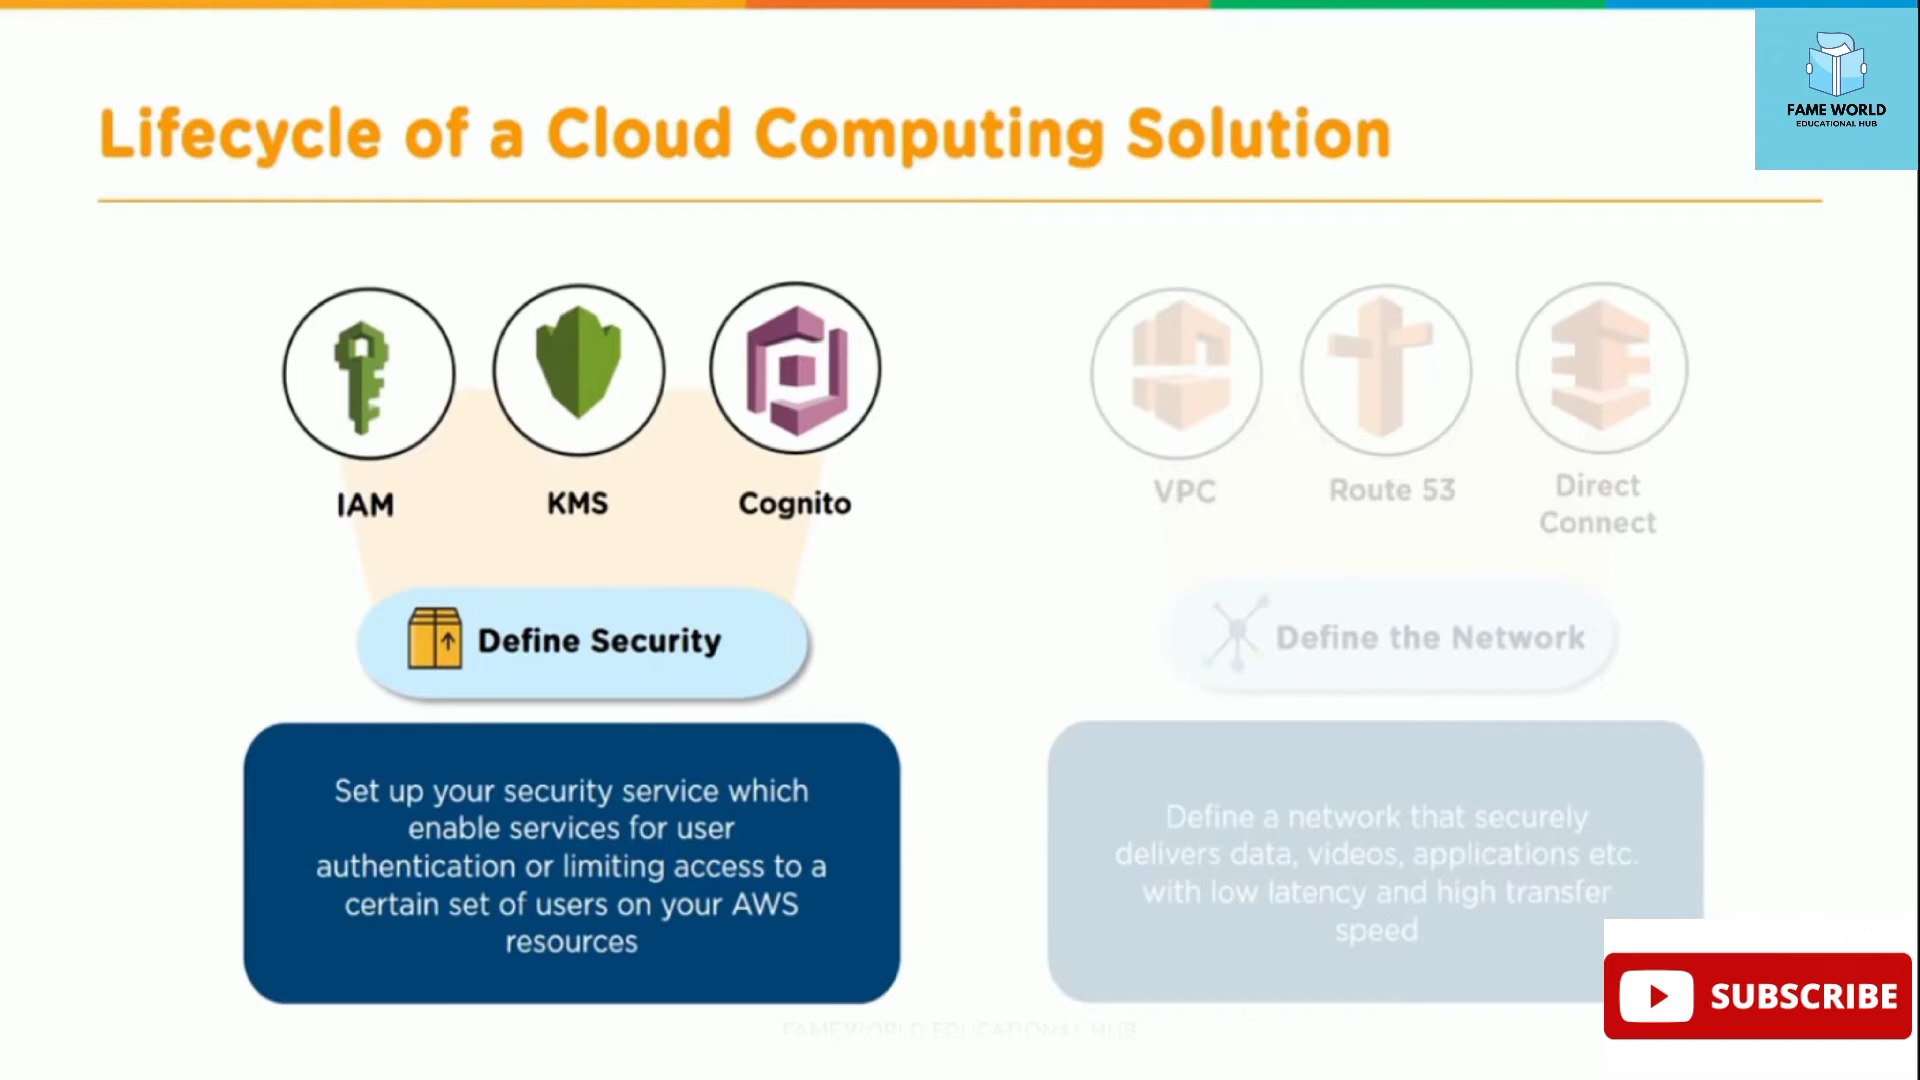 FAME WORLD
EDUCATIONAL HUB
Lifecycle of a Cloud Computing Solution
IAM
KMS
Cognito
Define Security
Set up your security service which
enable services for user
authentication or limiting access to a
certain set of users on your AWS
resources
VPC
Route 53
Direct
Connect
Define the Network
Define a network that securely
delivers data, videos, applications etc.
with low latency and high transfer
speed
SUBSCRIBE
FAMEWORLD EDUCATIONAL HUB